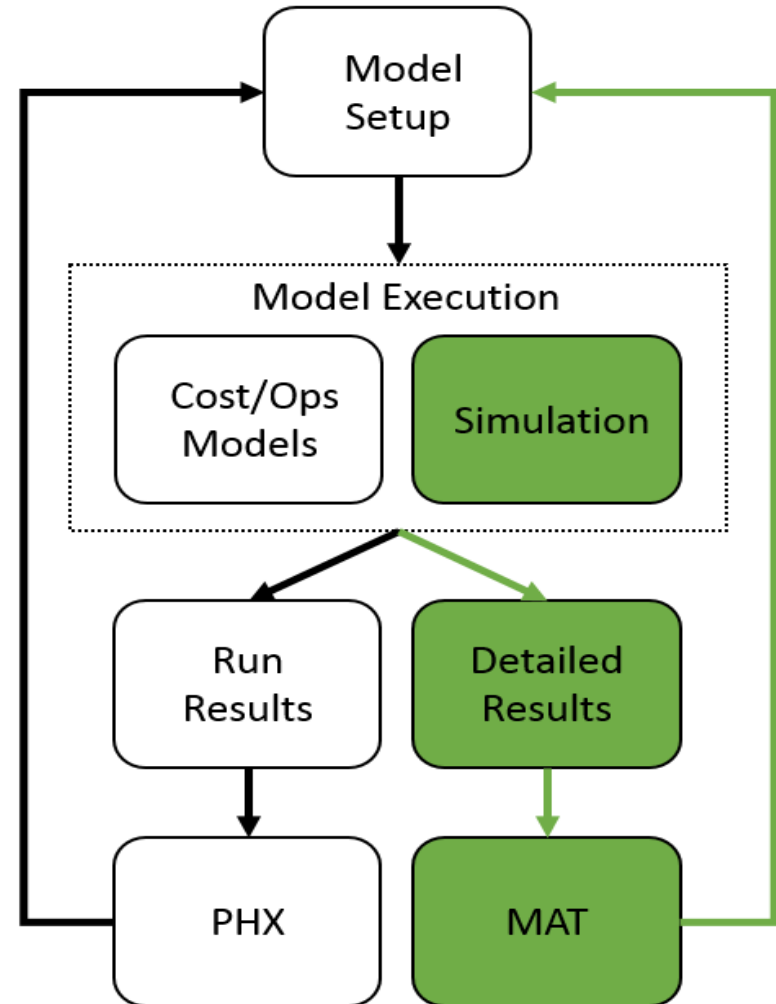 Model
Setup
Model Execution
Cost/Ops
Models
Simulation
Run
Results
Detailed
Results
PHX
MAT